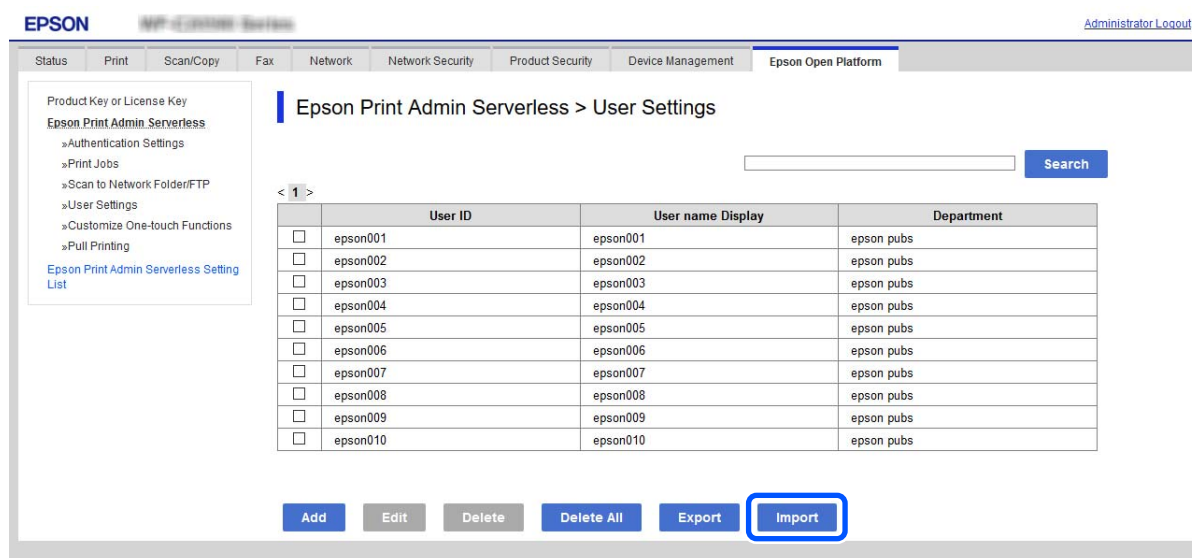 EPSON
Administrator Logout
Status Print Scan/Copy Fax Network Network Security Product Security Device Management Epson Open Platform
Product Key or License Key
Epson Print Admin Serverless
»Authentication Settings
»Print Jobs
»Scan to Network Folder/FTP
»User Settings
»Customize One-touch Functions
»Pull Printing
Epson Print Admin Serverless Setting
List
Epson Print Admin Serverless > User Settings
Search
< 1 >
User ID User name Display Department
epson001 epson001 epson pubs
epson002 epson002 epson pubs
epson003 epson003 epson pubs
epson004 epson004 epson pubs
epson005 epson005 epson pubs
epson006 epson006 epson pubs
epson007 epson007 epson pubs
epson008 epson008 epson pubs
epson009 epson009 epson pubs
epson010 epson010 epson pubs
Add Edit Delete Delete All Export Import